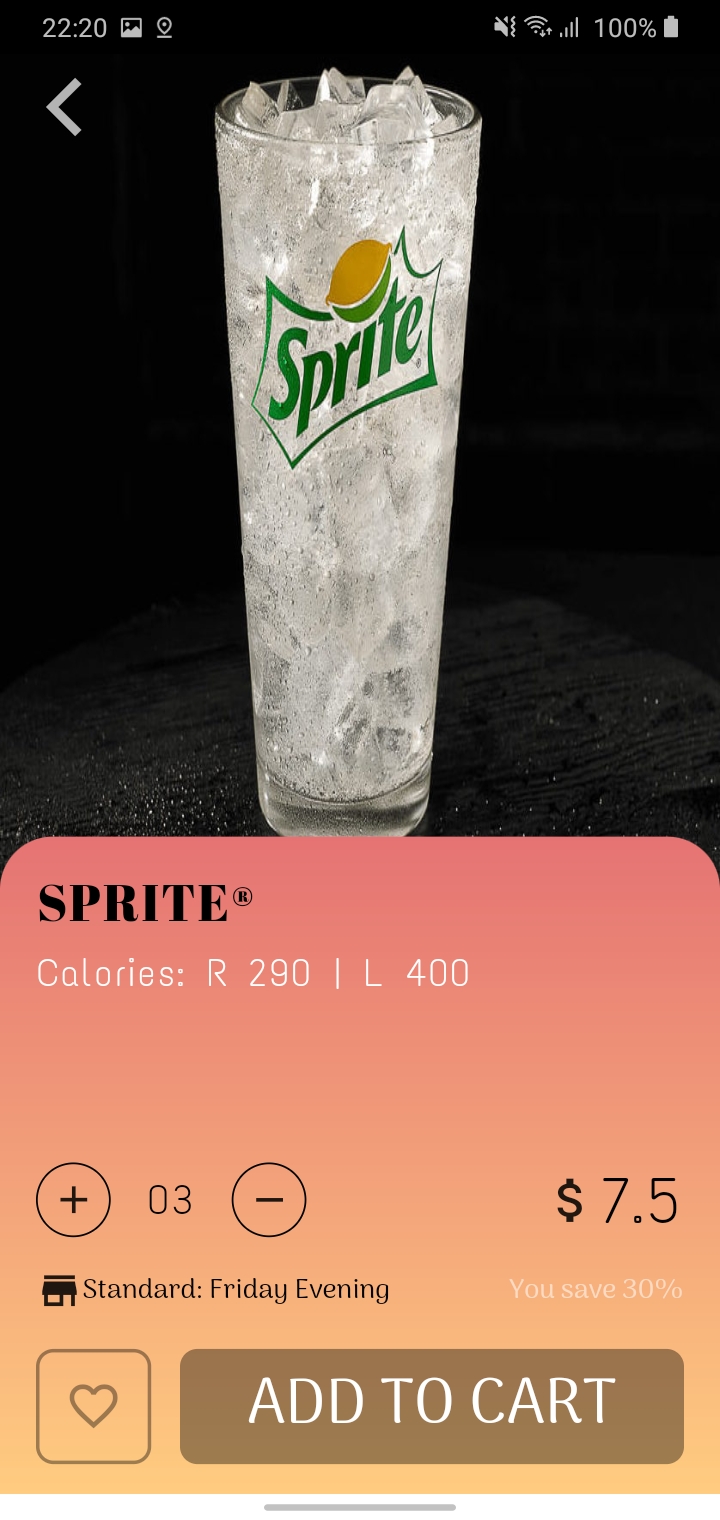 22:20 100%
Sprite®
SPRITE®
Calories: R 290 | L 400
03 $ 7.5
Standard: Friday Evening You save 30%
ADD TO CART